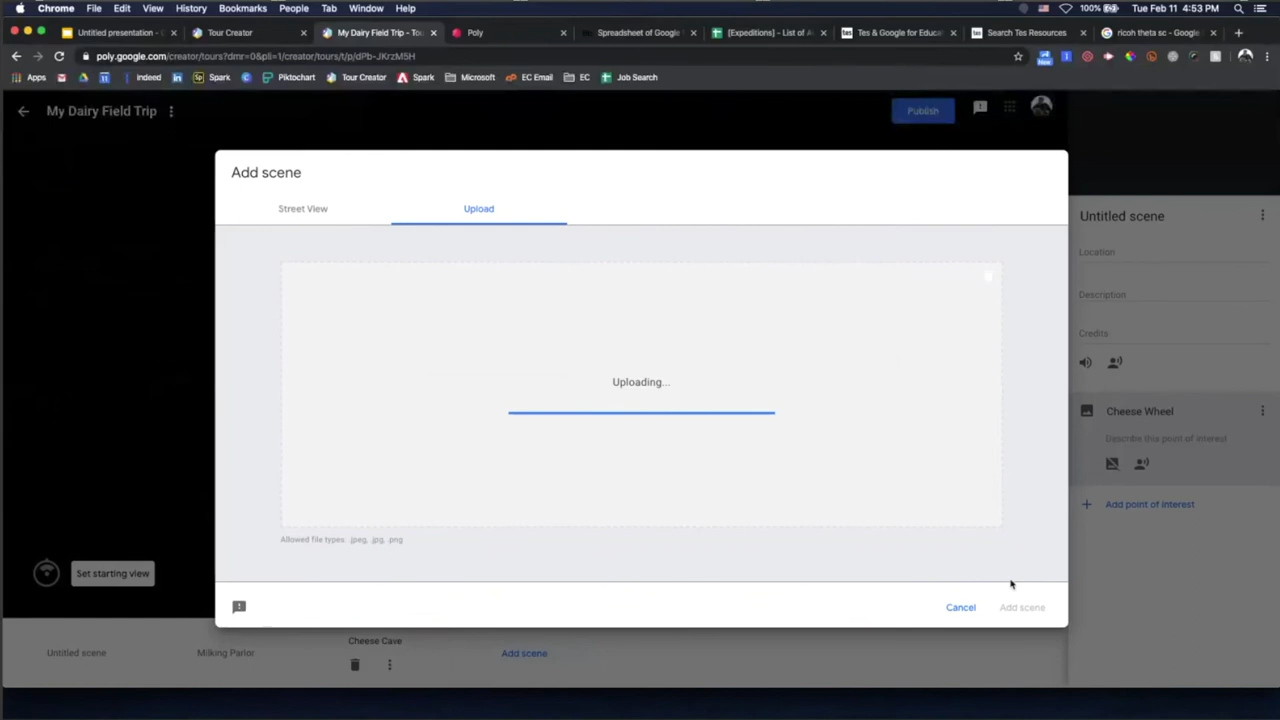 Chrome File Edit View History Bookmarks People Tab Window Help 100% Tue Feb 11 4:53 PM
Untitled presentation - Tour Creator My Dairy Field Trip - To Poly Spreadsheet of Google [Expeditions] - List of A Tes & Google for Educa Search Tes Resources ricoh theta sc - Google
poly.google.com/creator/tours?dmr=0&pli=1/creator/tours/t/p/dPb-JKrzM5H New
Apps Indeed Spark Piktochart Tour Creator Spark Microsoft EC Email EC Job Search
My Dairy Field Trip Publish
Add scene
Street View Upload
Untitled scene
Location
Description
Credits
Uploading...
Cheese Wheel
Describe this point of interest
Add point of interest
Allowed file types: .jpeg, .jpg, .png
Set starting view
Cancel Add scene
Untitled scene Milking Parlor Cheese Cave Add scene